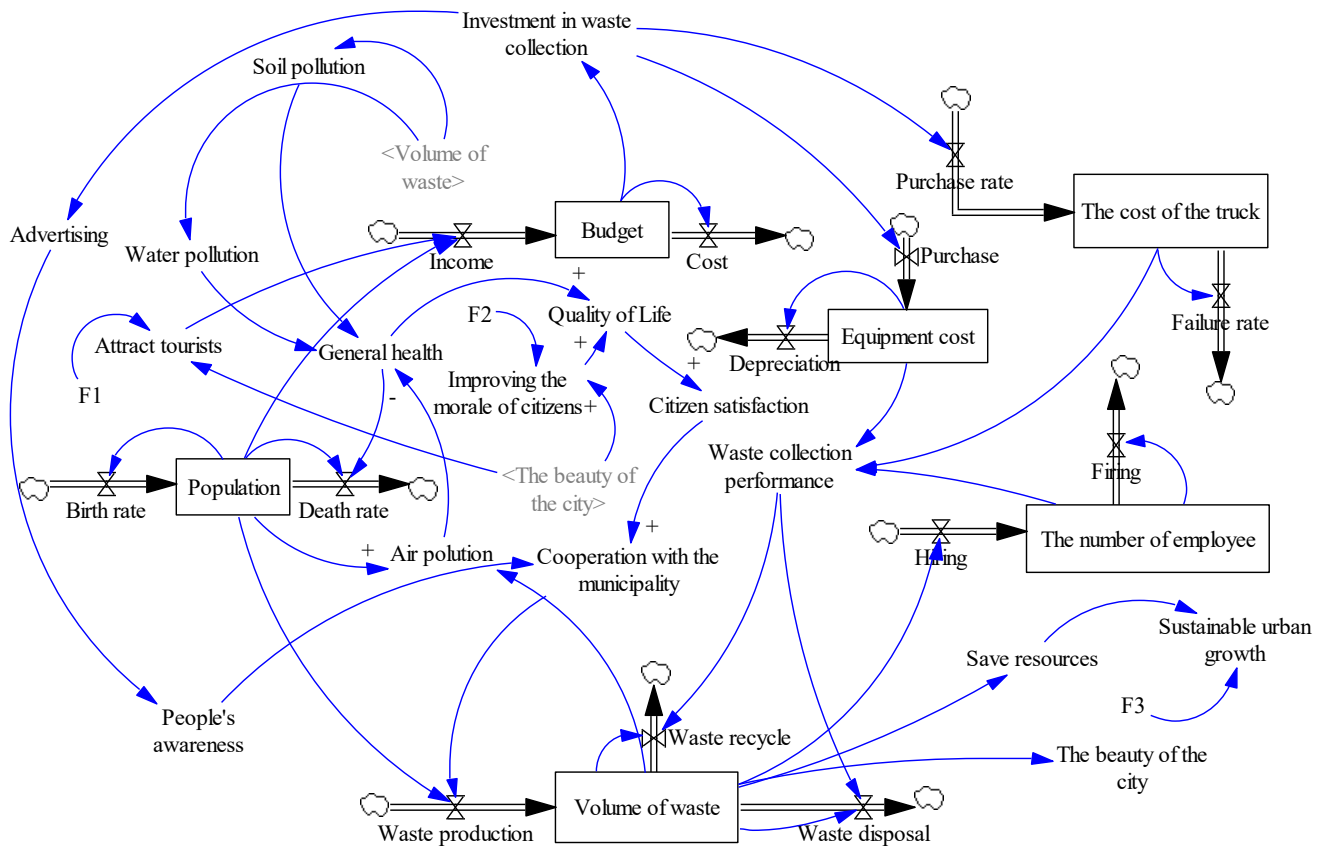 Investment in waste
collection
Soil pollution
<Volume of
waste>
Purchase rate
The cost of the truck
Advertising
Water pollution
Income
Budget
Cost
Purchase
+
F2
Quality of Life
Failure rate
Attract tourists
General health
+
Equipment cost
Depreciation
F1
-
Improving the
morale of citizens
+
+
Citizen satisfaction
Waste collection
performance
Firing
Population
Birth rate
Death rate
<The beauty of
the city>
+
Air polution
+
Cooperation with the
municipality
Hiring
The number of employee
Sustainable urban
growth
Save resources
F3
People's
awareness
Waste recycle
The beauty of the
city
Waste production
Volume of waste
Waste disposal